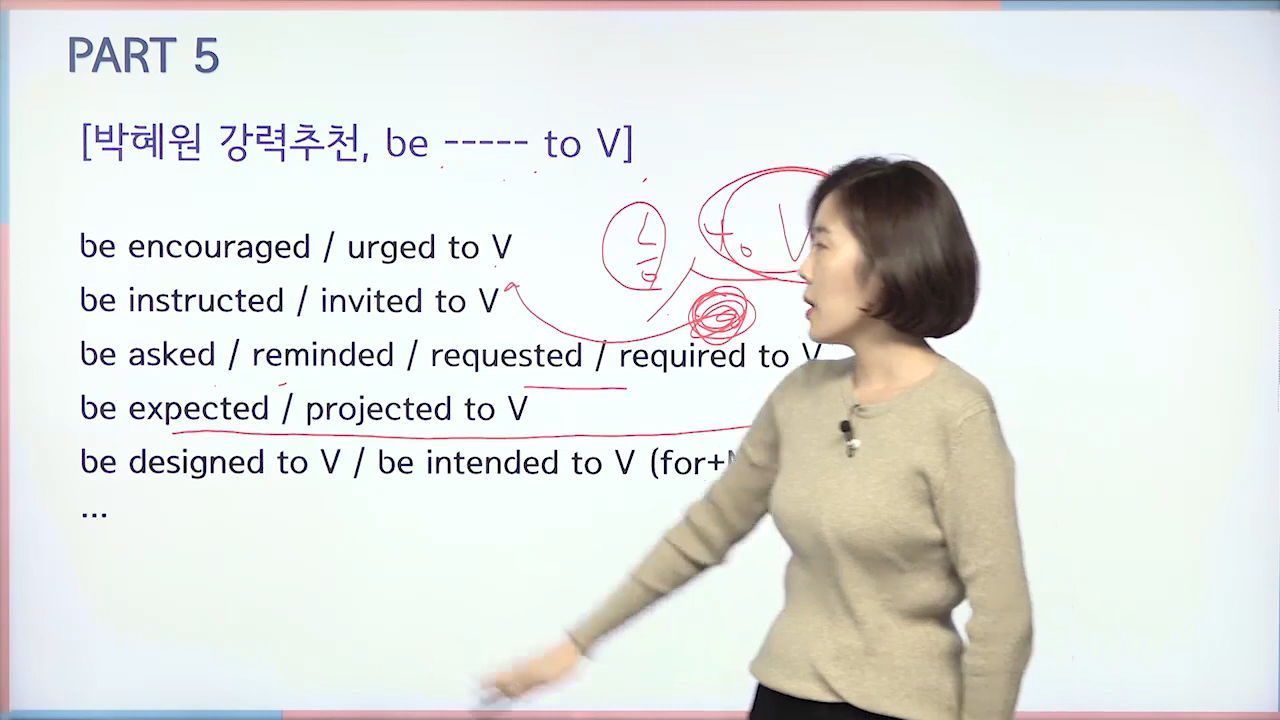 PART 5
[박혜원 강력추천, be ----- to V]
be encouraged / urged to V
be instructed / invited to V
to V
be asked / reminded / requested / required to V
be expected / projected to V
be designed to V / be intended to V (for+
...